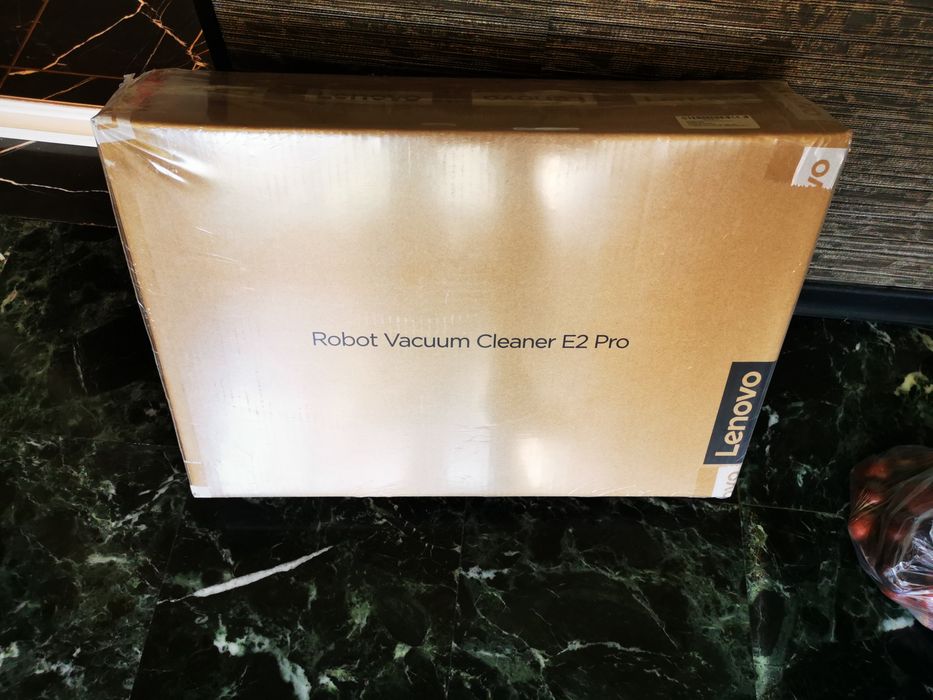 Robot Vacuum Cleaner E2 Pro
Lenovo